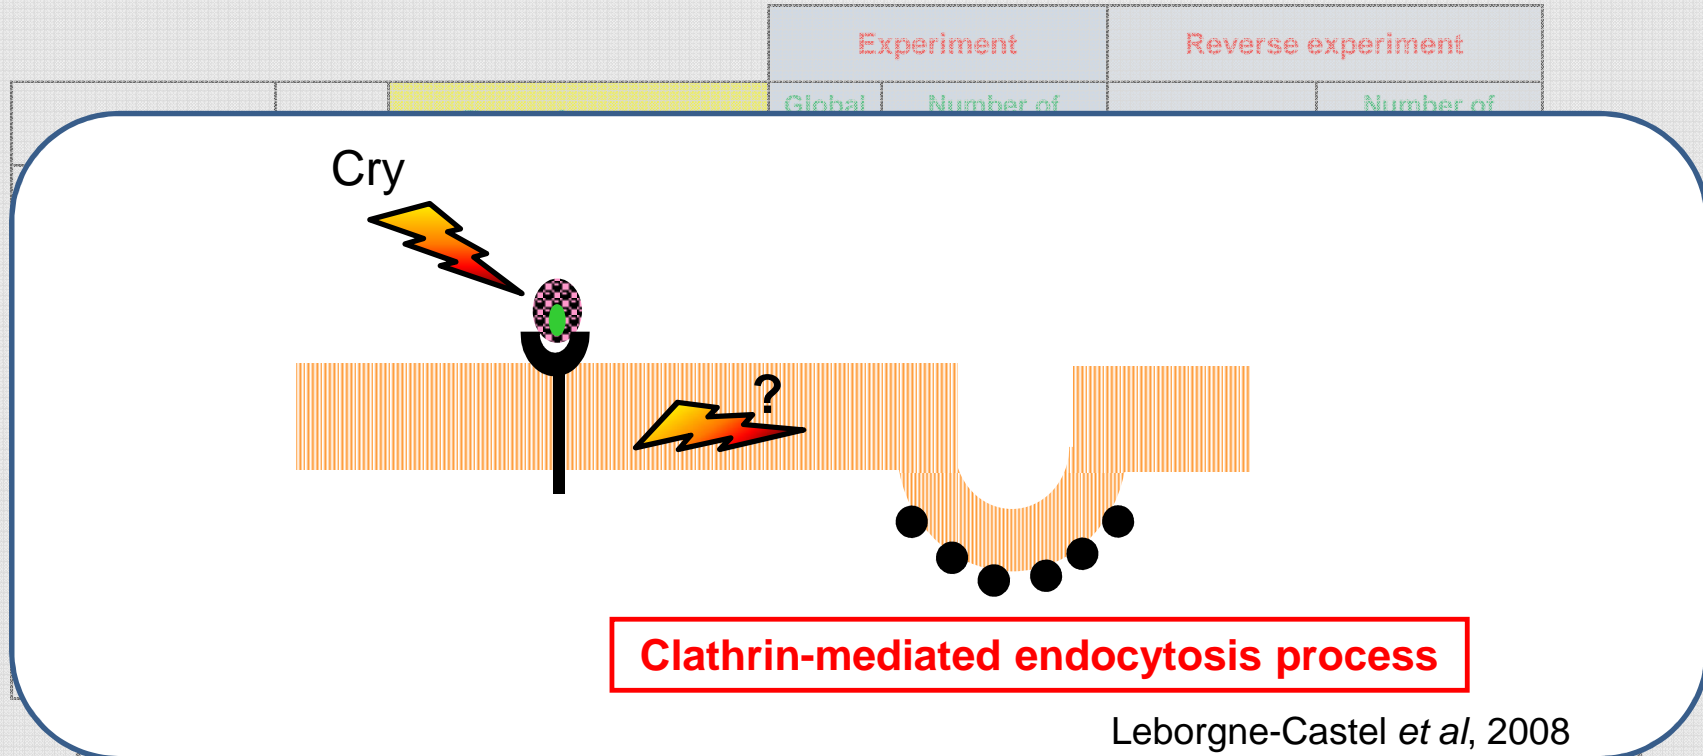 Experiment Reverse experiment
Global Number of Number of
Cry
?
Clathrin-mediated endocytosis process
Leborgne-Castel et al, 2008